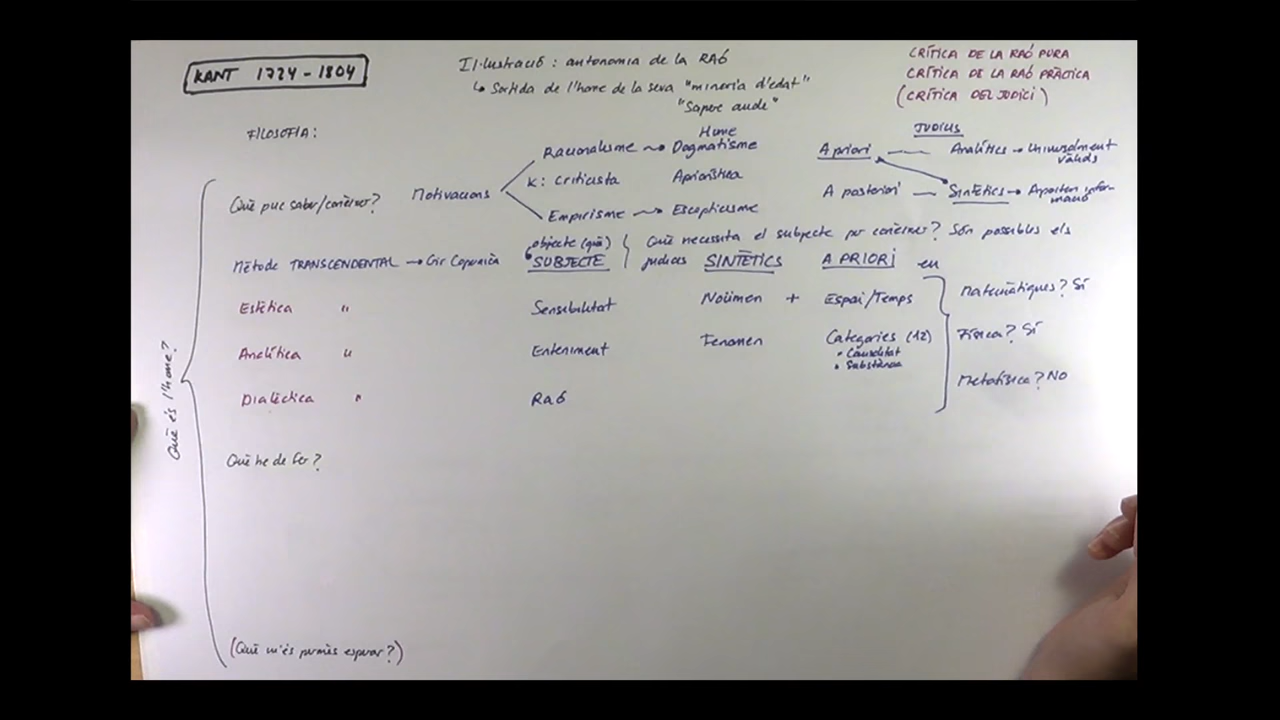 KANT 1724-1804
Il·lustració: autonomia de la RAÓ
↳ Sortida de l'home de la seva "minoria d'edat"
"Sapere aude"
CRÍTICA DE LA RAÓ PURA
CRÍTICA DE LA RAÓ PRÀCTICA
(CRÍTICA DEL JUDICI)
FILOSOFIA:
Què és l'home?
Què puc saber/conèixer? Motivacions
Hume
Racionalisme → Dogmatisme
K: Criticista Apriorística
Empirisme → Escepticisme
JUDICIS
A priori — Analítics → Universalment vàlids
A posteriori — Sintètics → Aporten informació
Mètode TRANSCENDENTAL → Gir Copernicà
objecte (què)
SUBJECTE
Què necessita el subjecte per conèixer? Són possibles els
judicis SINTÈTICS A PRIORI en
Estètica " Sensibilitat Noümen + Espai/Temps
Matemàtiques? Sí
Analítica " Enteniment Fenomen Categories (12)
• Causalitat
• Substància
Física? Sí
Dialèctica " Raó
Metafísica? NO
Què he de fer?
(Què m'és permès esperar?)